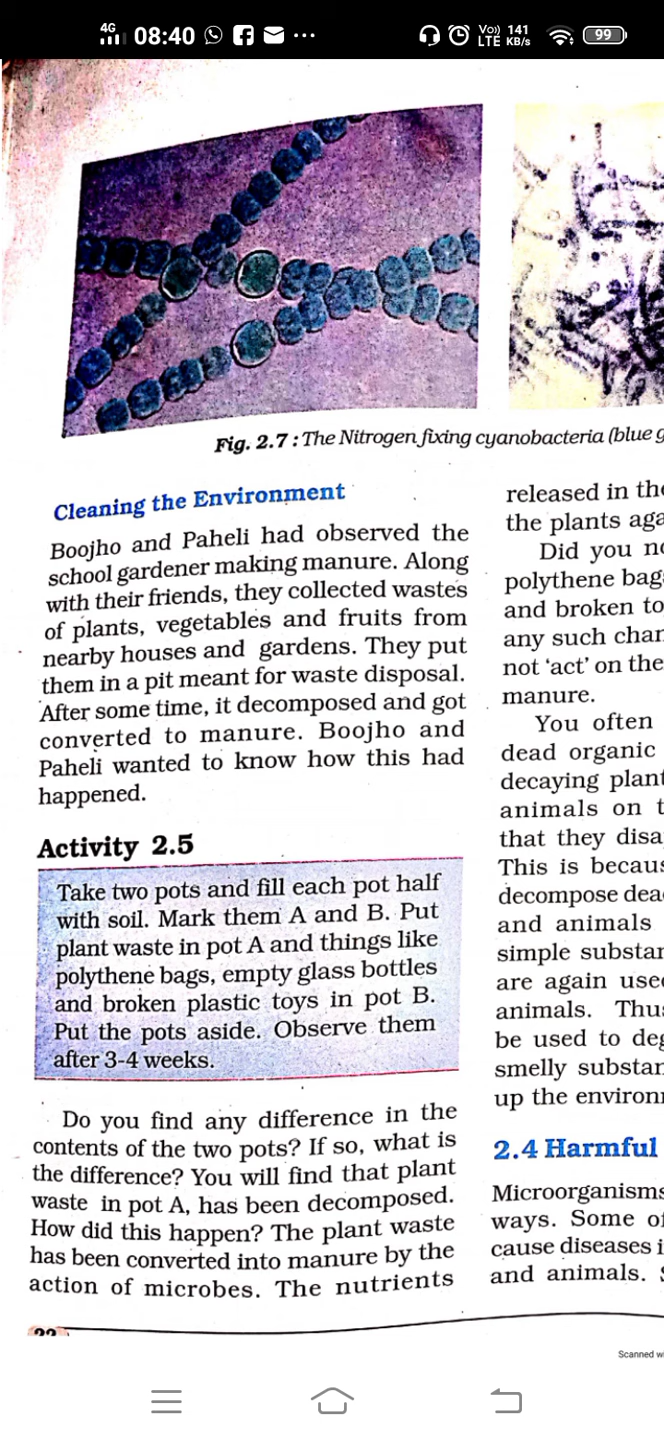 4G 08:40 ... Vo)) LTE 141 KB/s 99
Fig. 2.7 : The Nitrogen fixing cyanobacteria (blue g
Cleaning the Environment
Boojho and Paheli had observed the
school gardener making manure. Along
with their friends, they collected wastes
of plants, vegetables and fruits from
nearby houses and gardens. They put
them in a pit meant for waste disposal.
After some time, it decomposed and got
converted to manure. Boojho and
Paheli wanted to know how this had
happened.
Activity 2.5
Take two pots and fill each pot half
with soil. Mark them A and B. Put
plant waste in pot A and things like
polythene bags, empty glass bottles
and broken plastic toys in pot B.
Put the pots aside. Observe them
after 3-4 weeks.
Do you find any difference in the
contents of the two pots? If so, what is
the difference? You will find that plant
waste in pot A, has been decomposed.
How did this happen? The plant waste
has been converted into manure by the
action of microbes. The nutrients
released in the
the plants aga
Did you no
polythene bags
and broken to
any such chan
not 'act' on the
manure.
You often
dead organic
decaying plant
animals on t
that they disa
This is becaus
decompose dea
and animals
simple substan
are again used
animals. Thus
be used to deg
smelly substan
up the environm
2.4 Harmful
Microorganisms
ways. Some of
cause diseases i
and animals. S
22
Scanned wi